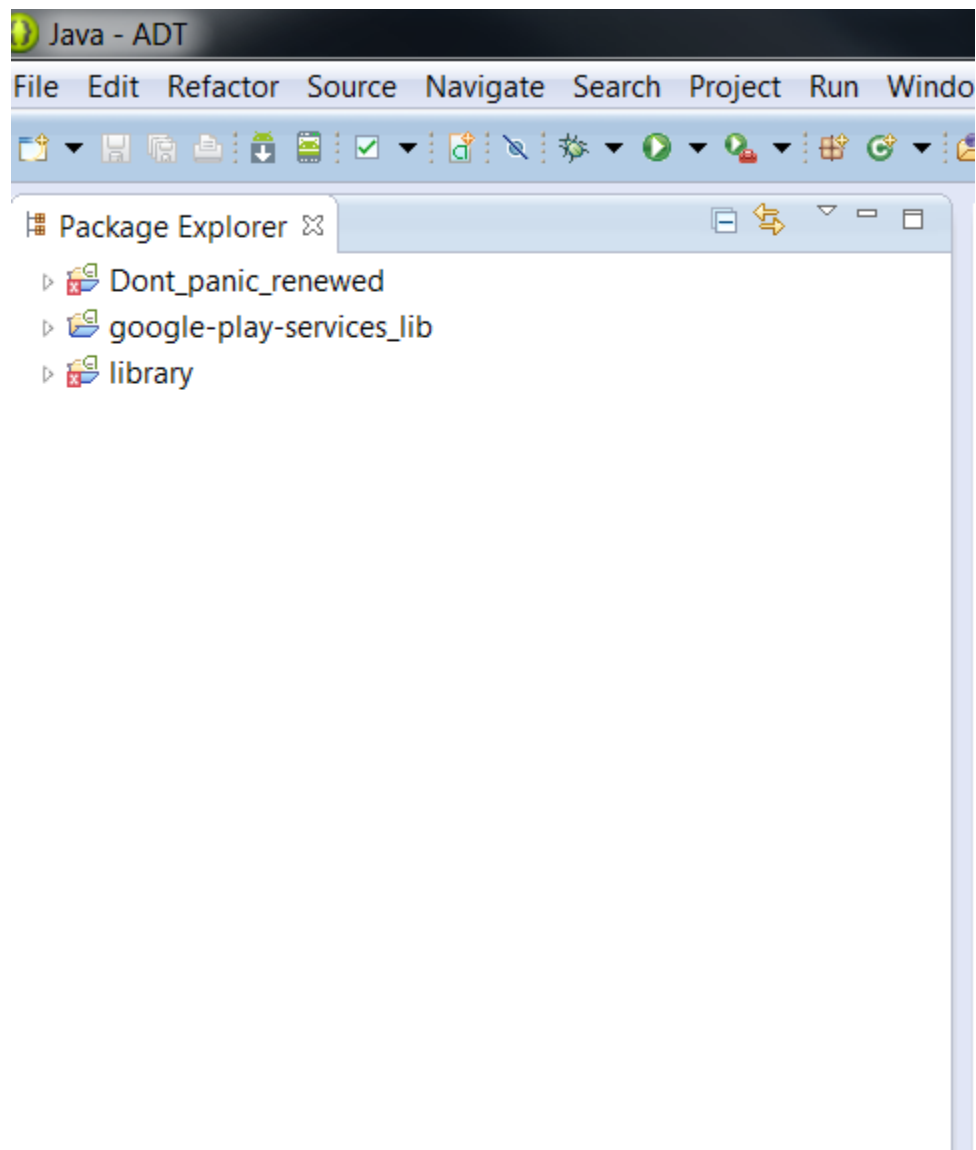 Java - ADT
File Edit Refactor Source Navigate Search Project Run Windo
Package Explorer
Dont_panic_renewed
google-play-services_lib
library